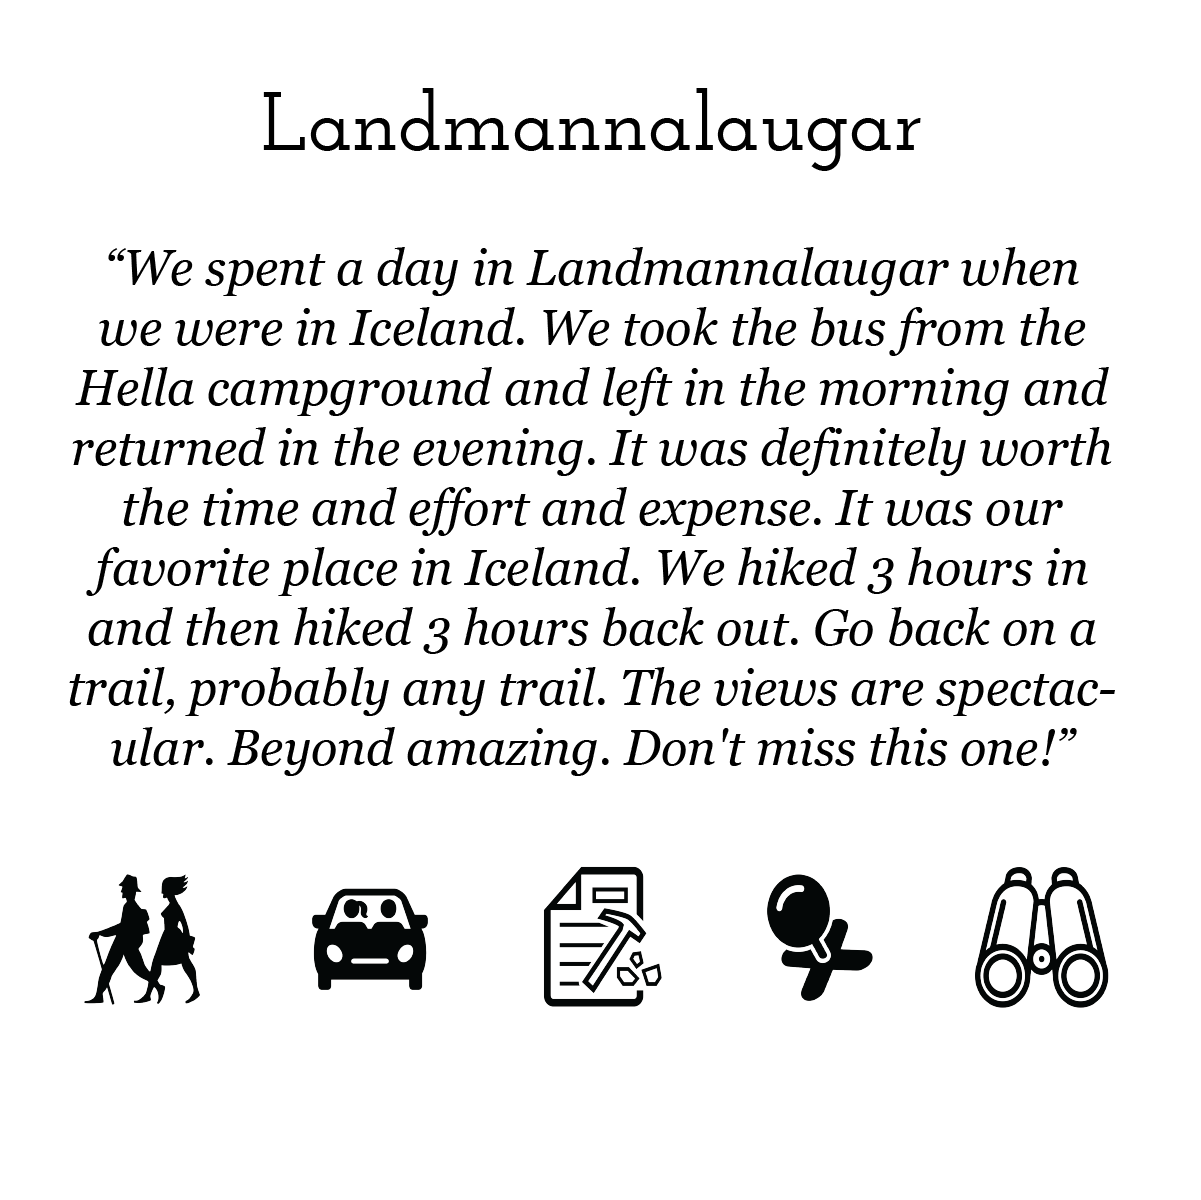 Landmannalaugar
“We spent a day in Landmannalaugar when
we were in Iceland. We took the bus from the
Hella campground and left in the morning and
returned in the evening. It was definitely worth
the time and effort and expense. It was our
favorite place in Iceland. We hiked 3 hours in
and then hiked 3 hours back out. Go back on a
trail, probably any trail. The views are spectac-
ular. Beyond amazing. Don't miss this one!”